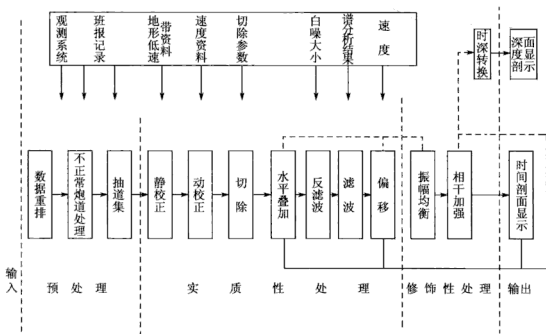 观测系统
班报记录
地形低速
带资料
速度资料
切除参数
白噪大小
谱分析结果
速度
时深转换
深度剖
面显示
数据重排
不正常炮道处理
抽道集
静校正
动校正
切除
水平叠加
反滤波
滤波
偏移
振幅均衡
相干加强
时间剖面显示
输入
预处理
实质性处理
修饰性处理
输出